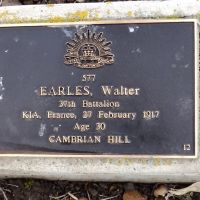 577
EARLES, Walter
37th Battalion
KIA, France, 27 February 1917
Age 30
CAMBRIAN HILL
12